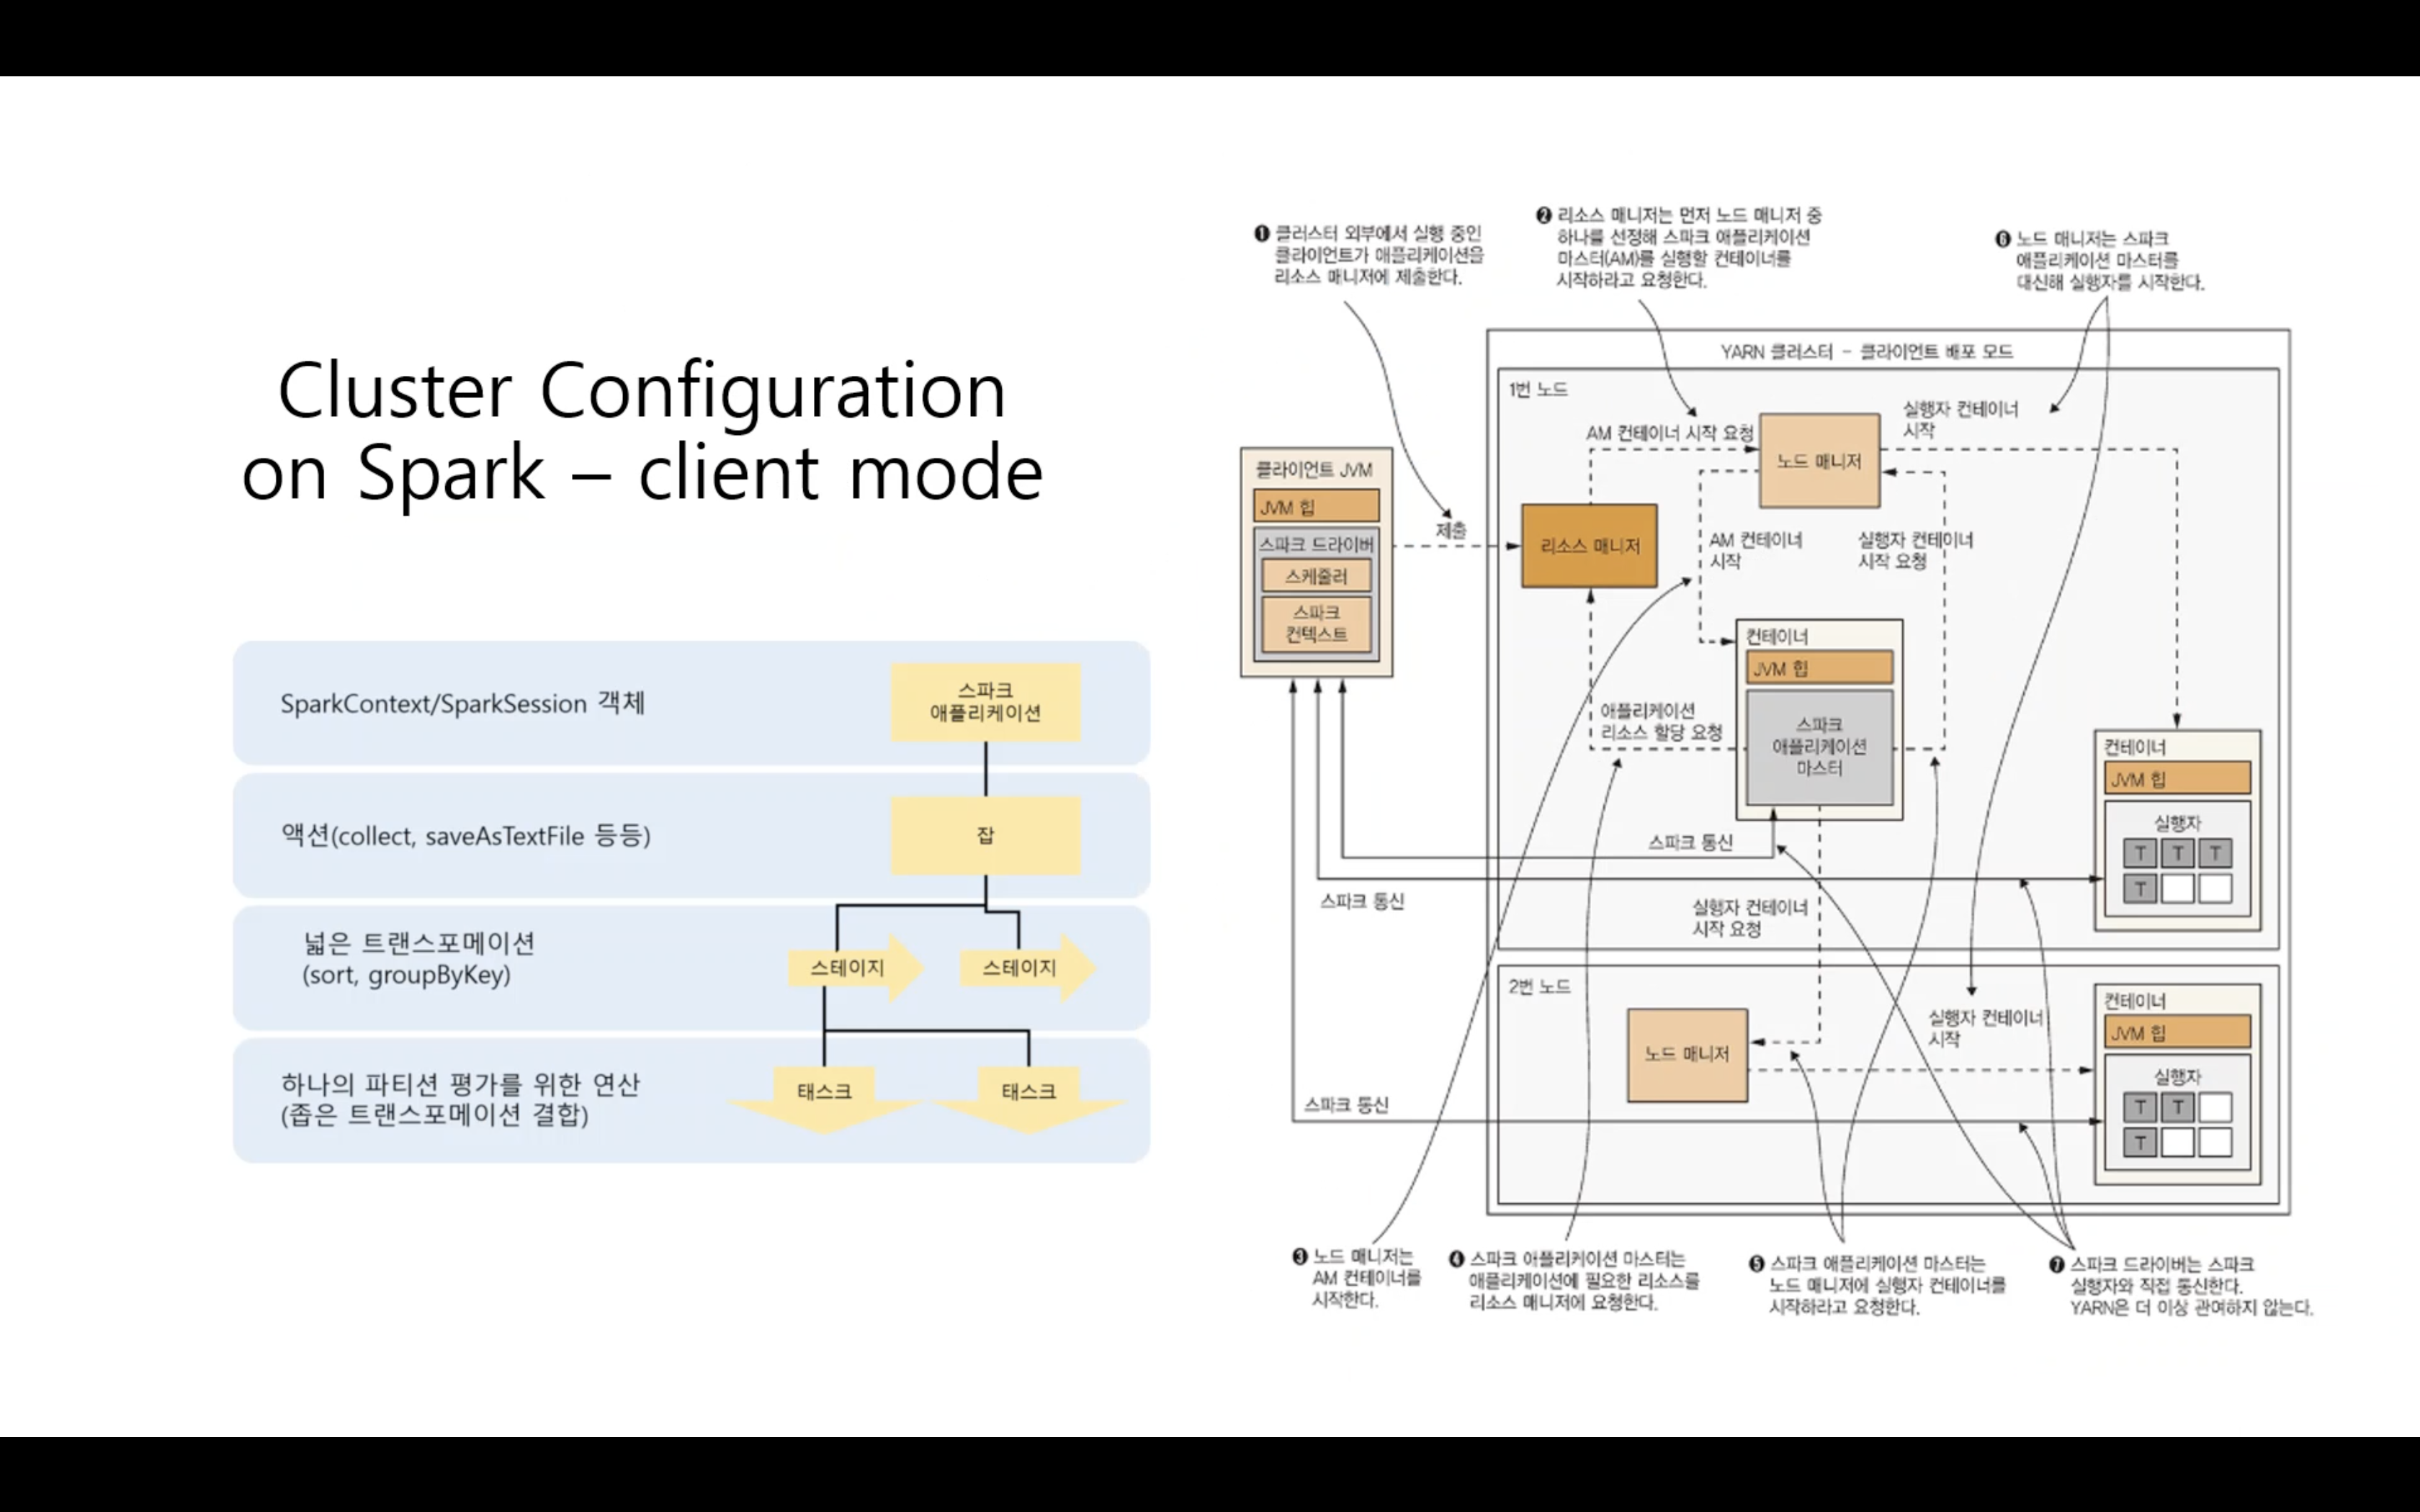 Cluster Configuration
on Spark – client mode
SparkContext/SparkSession 객체
스파크
애플리케이션
액션(collect, saveAsTextFile 등등)
잡
넓은 트랜스포메이션
(sort, groupByKey)
스테이지
스테이지
하나의 파티션 평가를 위한 연산
(좁은 트랜스포메이션 결합)
태스크
태스크
❶ 클러스터 외부에서 실행 중인
클라이언트가 애플리케이션을
리소스 매니저에 제출한다.
❷ 리소스 매니저는 먼저 노드 매니저 중
하나를 선정해 스파크 애플리케이션
마스터(AM)를 실행할 컨테이너를
시작하라고 요청한다.
❻ 노드 매니저는 스파크
애플리케이션 마스터를
대신해 실행자를 시작한다.
YARN 클러스터 – 클라이언트 배포 모드
1번 노드
클라이언트 JVM
JVM 힙
스파크 드라이버
스케줄러
스파크
컨텍스트
제출
리소스 매니저
AM 컨테이너 시작 요청
노드 매니저
실행자 컨테이너
시작
AM 컨테이너
시작
실행자 컨테이너
시작 요청
컨테이너
JVM 힙
스파크
애플리케이션
마스터
애플리케이션
리소스 할당 요청
컨테이너
JVM 힙
실행자
T T T
T
스파크 통신
스파크 통신
실행자 컨테이너
시작 요청
2번 노드
노드 매니저
실행자 컨테이너
시작
컨테이너
JVM 힙
실행자
T T
T
스파크 통신
❸ 노드 매니저는
AM 컨테이너를
시작한다.
❹ 스파크 애플리케이션 마스터는
애플리케이션에 필요한 리소스를
리소스 매니저에 요청한다.
❺ 스파크 애플리케이션 마스터는
노드 매니저에 실행자 컨테이너를
시작하라고 요청한다.
❼ 스파크 드라이버는 스파크
실행자와 직접 통신한다.
YARN은 더 이상 관여하지 않는다.